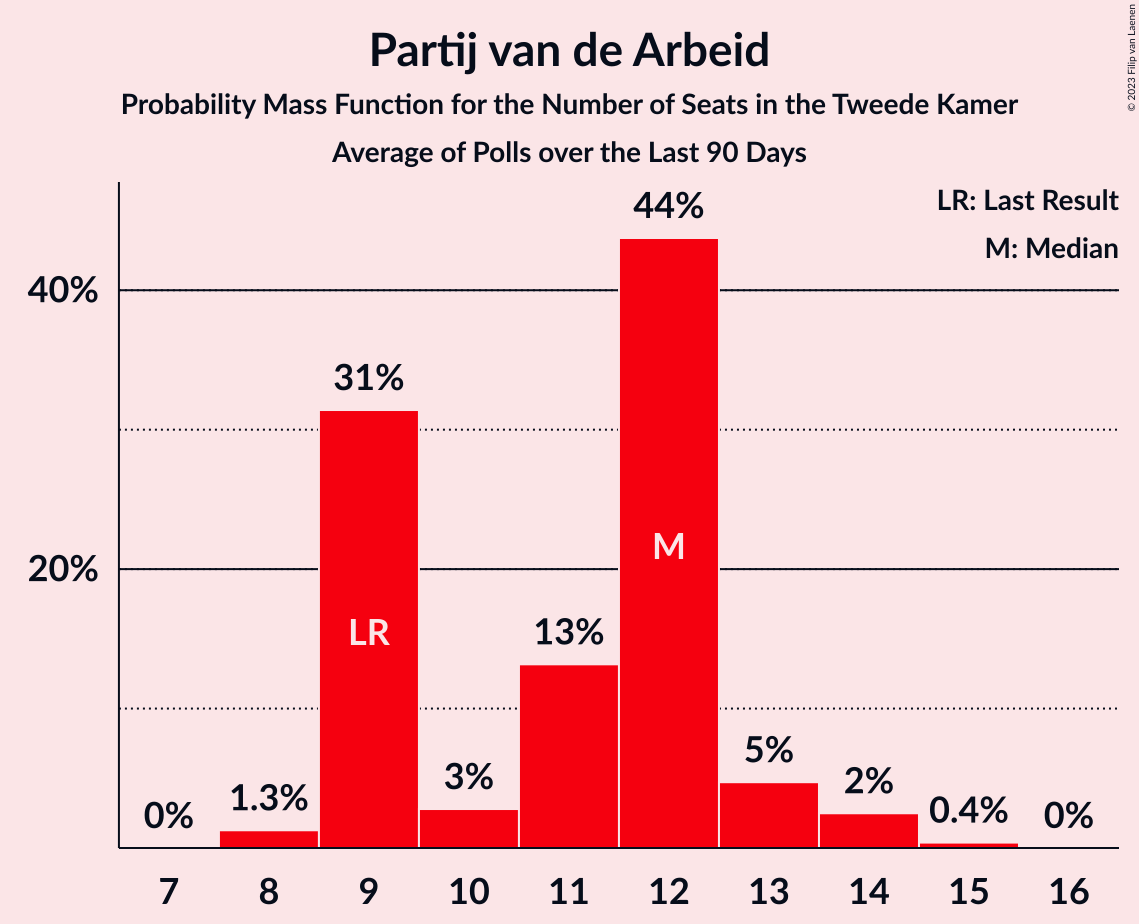 Partij van de Arbeid
Probability Mass Function for the Number of Seats in the Tweede Kamer
Average of Polls over the Last 90 Days
© 2023 Filip van Laenen
LR: Last Result
M: Median
44%
40%
31%
20%
M
LR
13%
5%
3%
2%
1.3%
0.4%
0%
0%
7 8 9 10 11 12 13 14 15 16